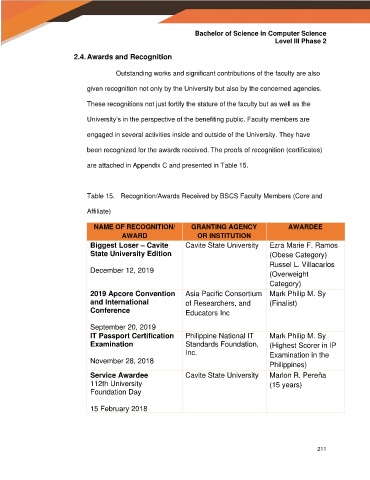 Bachelor of Science in Computer Science
Level III Phase 2
2.4. Awards and Recognition
Outstanding works and significant contributions of the faculty are also
given recognition not only by the University but also by the concerned agencies.
These recognitions not just fortify the stature of the faculty but as well as the
University's in the perspective of the benefiting public. Faculty members are
engaged in several activities inside and outside of the University. They have
been recognized for the awards received. The proofs of recognition (certificates)
are attached in Appendix C and presented in Table 15.
Table 15. Recognition/Awards Received by BSCS Faculty Members (Core and
Affiliate)
NAME OF RECOGNITION/
AWARD
GRANTING AGENCY
OR INSTITUTION
AWARDEE
Biggest Loser – Cavite
State University Edition
December 12, 2019
Cavite State University
Ezra Marie F. Ramos
(Obese Category)
Russel L. Villacarlos
(Overweight
Category)
2019 Apcore Convention
and International
Conference
September 20, 2019
Asia Pacific Consortium
of Researchers, and
Educators Inc
Mark Philip M. Sy
(Finalist)
IT Passport Certification
Examination
November 28, 2018
Philippine National IT
Standards Foundation,
Inc.
Mark Philip M. Sy
(Highest Scorer in IP
Examination in the
Philippines)
Service Awardee
112th University
Foundation Day
15 February 2018
Cavite State University
Marlon R. Pereña
(15 years)
211